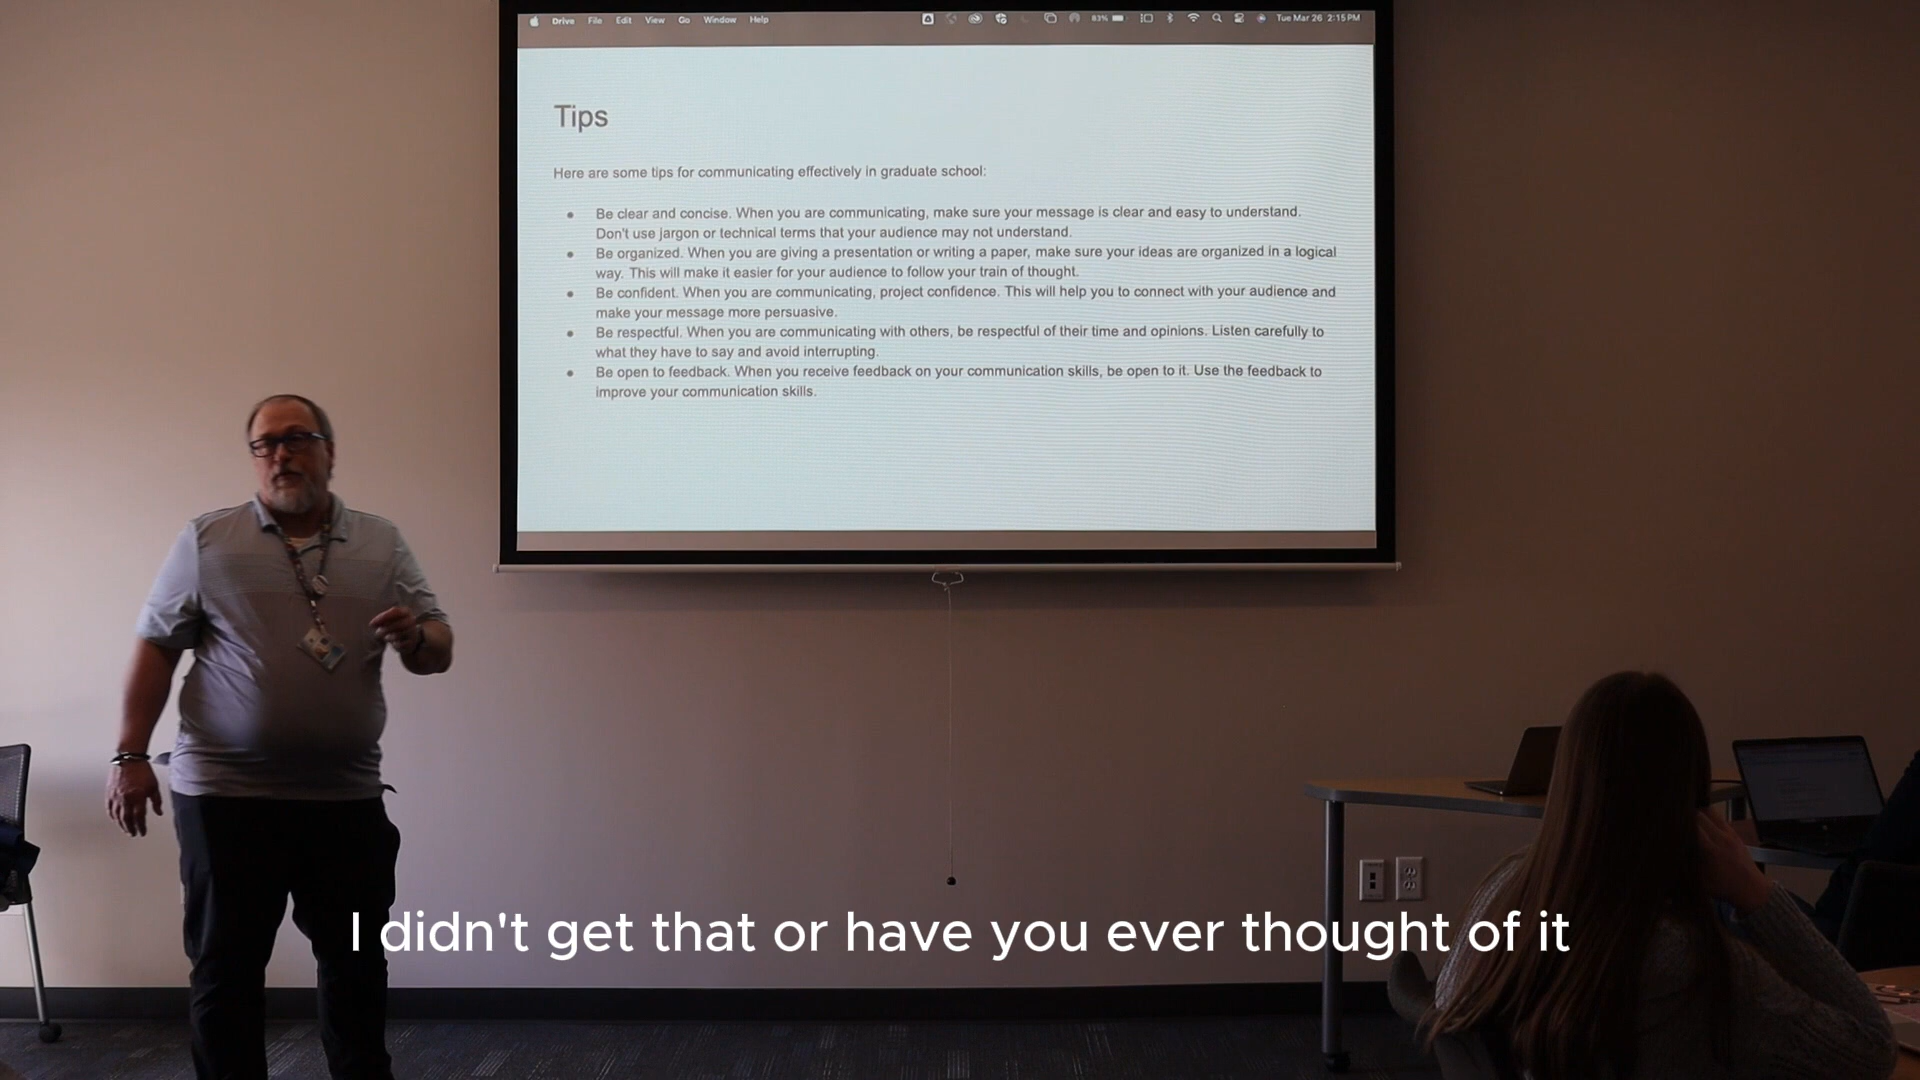 Drive File Edit View Go Window Help 83% Tue Mar 26 2:15PM
Tips
Here are some tips for communicating effectively in graduate school:
● Be clear and concise. When you are communicating, make sure your message is clear and easy to understand.
Don't use jargon or technical terms that your audience may not understand.
● Be organized. When you are giving a presentation or writing a paper, make sure your ideas are organized in a logical
way. This will make it easier for your audience to follow your train of thought.
● Be confident. When you are communicating, project confidence. This will help you to connect with your audience and
make your message more persuasive.
● Be respectful. When you are communicating with others, be respectful of their time and opinions. Listen carefully to
what they have to say and avoid interrupting.
● Be open to feedback. When you receive feedback on your communication skills, be open to it. Use the feedback to
improve your communication skills.
I didn't get that or have you ever thought of it